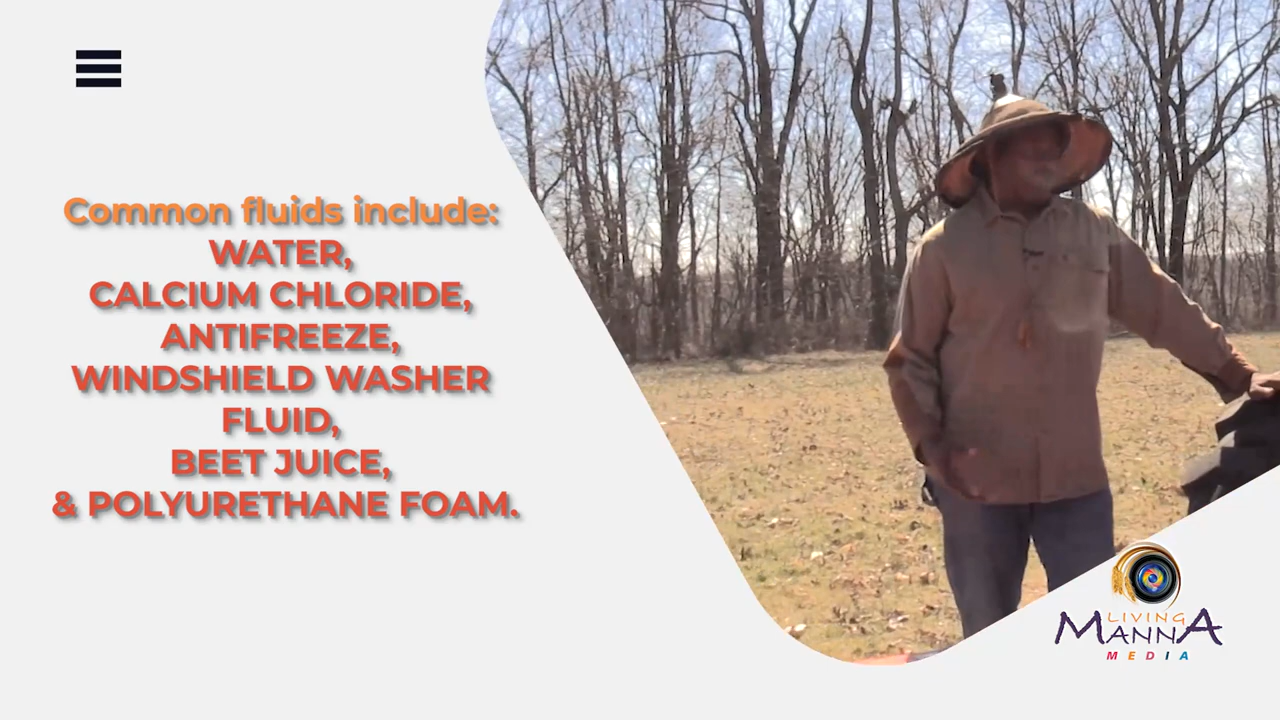 Common fluids include:
WATER,
CALCIUM CHLORIDE,
ANTIFREEZE,
WINDSHIELD WASHER
FLUID,
BEET JUICE,
& POLYURETHANE FOAM.
LIVING
MANNA
MEDIA